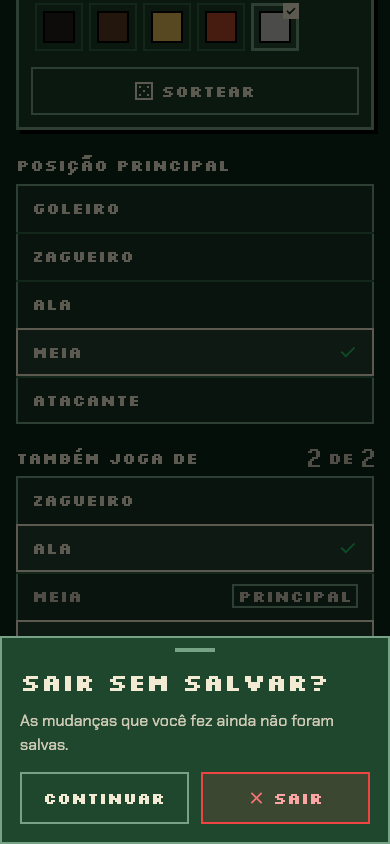 SORTEAR
POSIÇÃO PRINCIPAL
GOLEIRO
ZAGUEIRO
ALA
MEIA
ATACANTE
TAMBÉM JOGA DE 2 DE 2
ZAGUEIRO
ALA
MEIA PRINCIPAL
SAIR SEM SALVAR?
As mudanças que você fez ainda não foram
salvas.
CONTINUAR SAIR